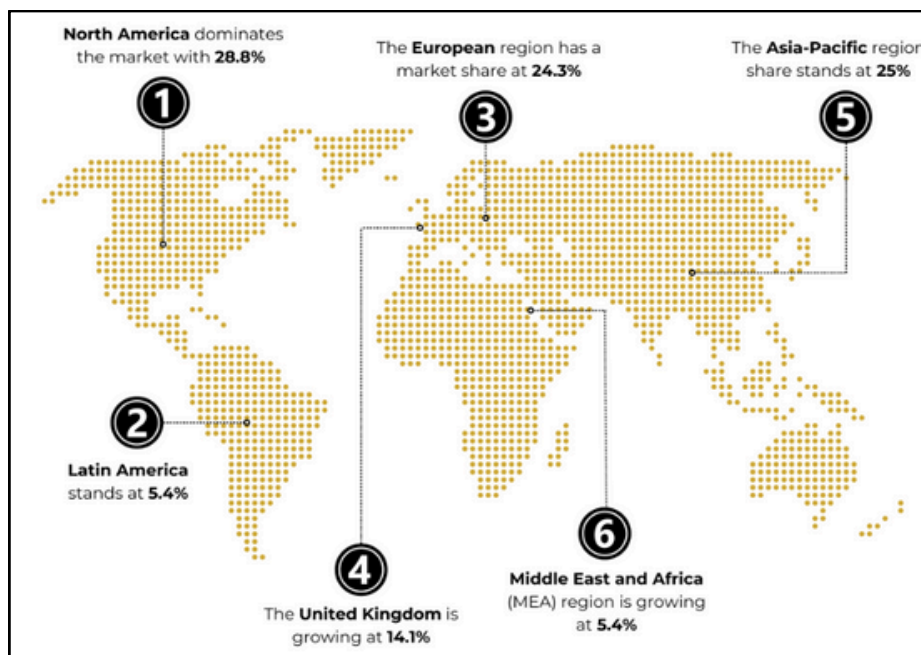 North America dominates
the market with 28.8%
1
The European region has a
market share at 24.3%
3
The Asia-Pacific region
share stands at 25%
5
2
Latin America
stands at 5.4%
4
The United Kingdom is
growing at 14.1%
6
Middle East and Africa
(MEA) region is growing
at 5.4%